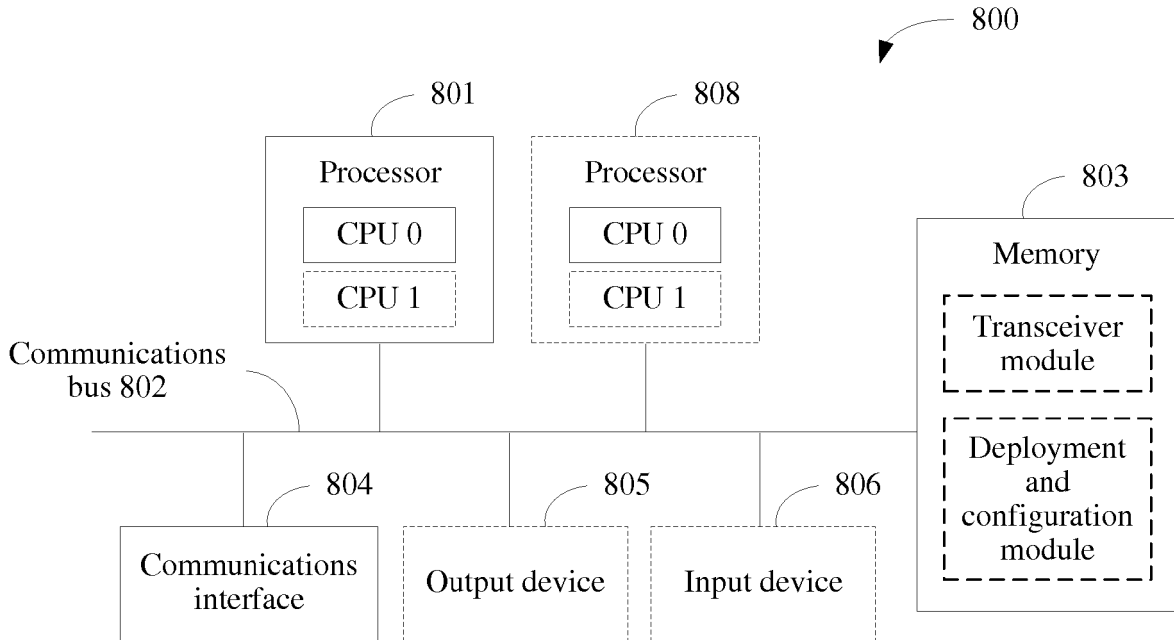 800
801
808
Processor
CPU 0
CPU 1
Processor
CPU 0
CPU 1
803
Memory
Transceiver
module
Deployment
and
configuration
module
Communications
bus 802
804
Communications
interface
805
Output device
806
Input device